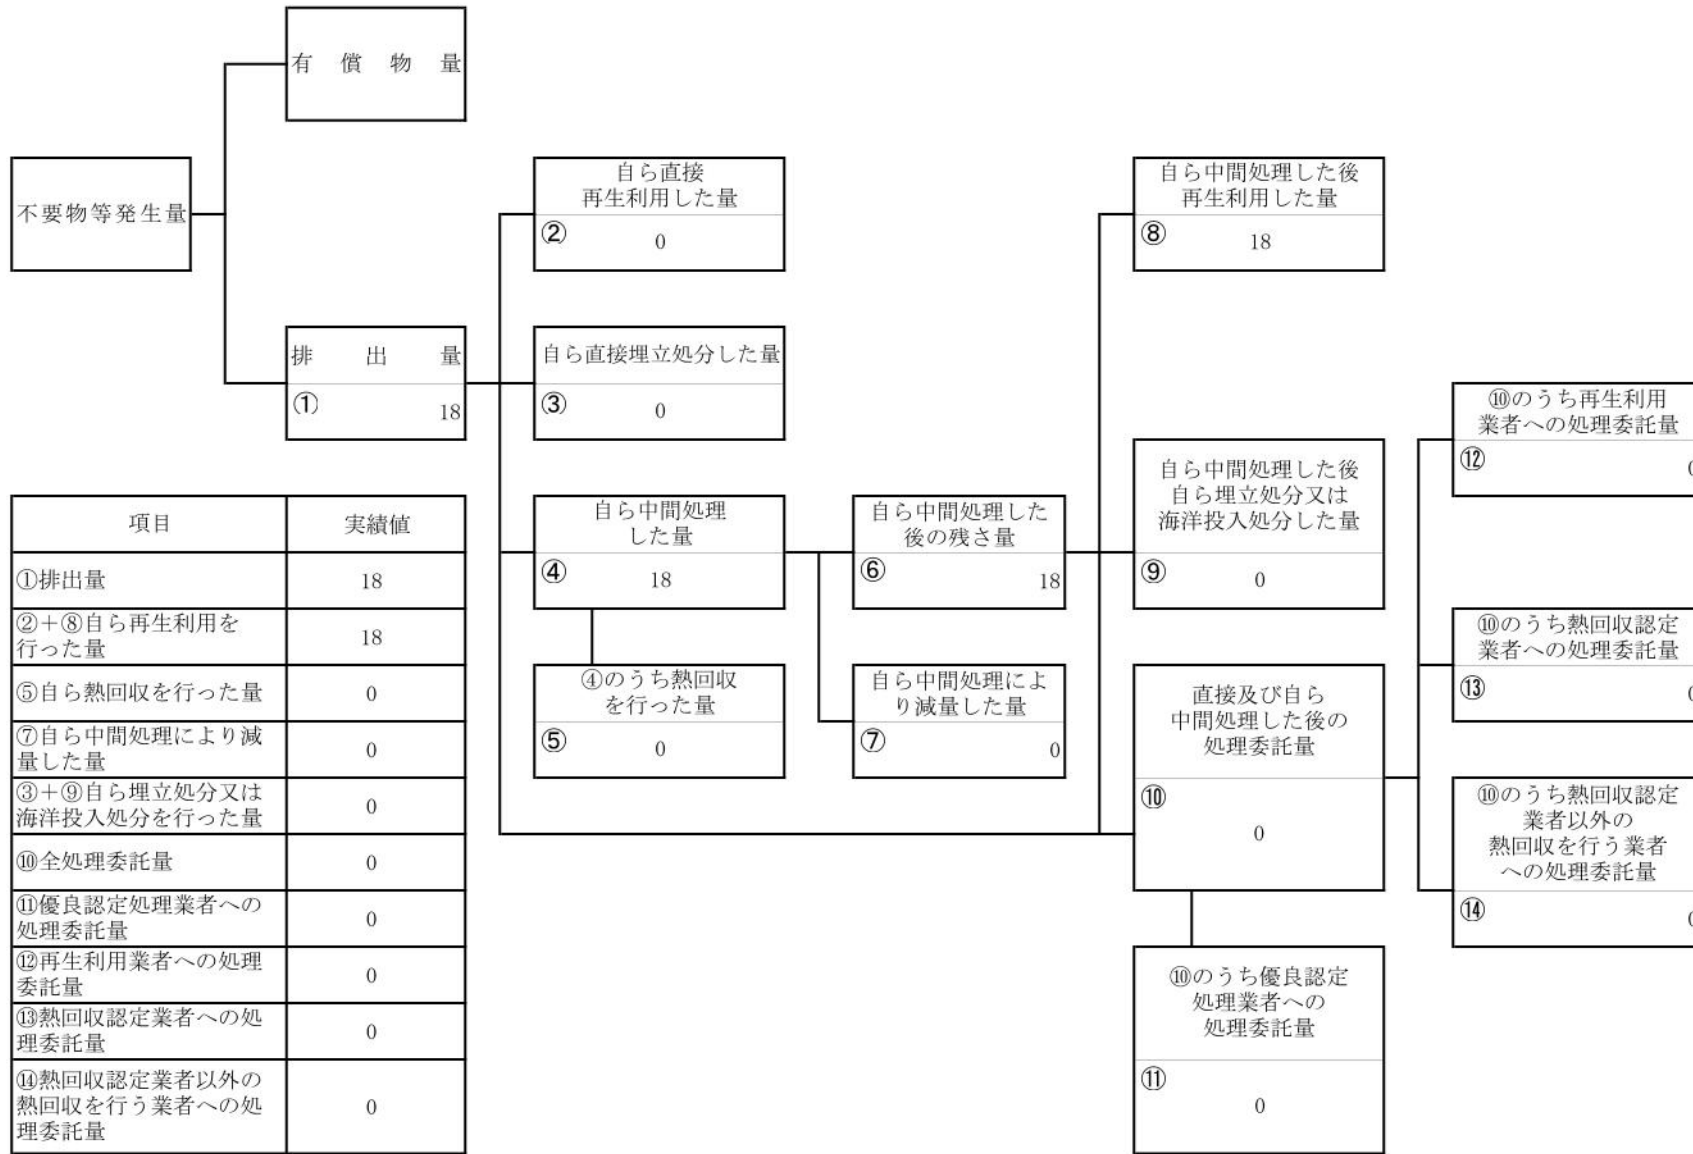 有償物量
不要物等発生量
排出量
①
18
自ら直接
再生利用した量
②
0
自ら直接埋立処分した量
③
0
自ら中間処理
した量
④
18
④のうち熱回収
を行った量
⑤
0
自ら中間処理した
後の残さ量
⑥
18
自ら中間処理によ
り減量した量
⑦
0
自ら中間処理した後
再生利用した量
⑧
18
自ら中間処理した後
自ら埋立処分又は
海洋投入処分した量
⑨
0
直接及び自ら
中間処理した後の
処理委託量
⑩
0
⑩のうち優良認定
処理業者への
処理委託量
⑪
0
⑩のうち再生利用
業者への処理委託量
⑫
0
⑩のうち熱回収認定
業者への処理委託量
⑬
0
⑩のうち熱回収認定
業者以外の
熱回収を行う業者
への処理委託量
⑭
0
項目 実績値
①排出量 18
②+⑧自ら再生利用を
行った量 18
⑤自ら熱回収を行った量 0
⑦自ら中間処理により減
量した量 0
③+⑨自ら埋立処分又は
海洋投入処分を行った量 0
⑩全処理委託量 0
⑪優良認定処理業者への
処理委託量 0
⑫再生利用業者への処理
委託量 0
⑬熱回収認定業者への処
理委託量 0
⑭熱回収認定業者以外の
熱回収を行う業者への処 0
理委託量